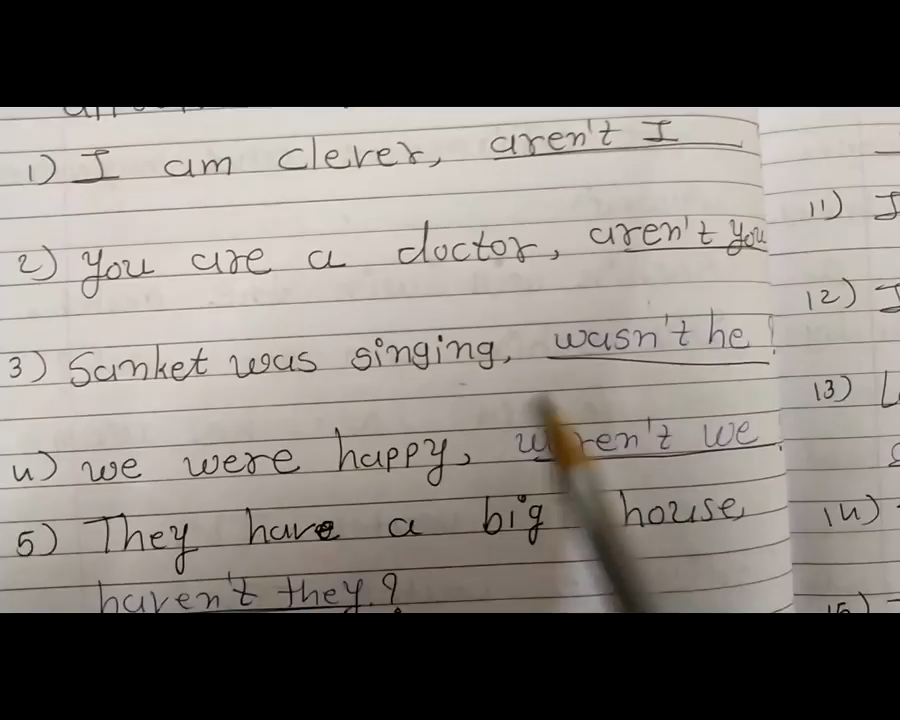 1) I am clever, aren't I
2) you are a doctor, aren't you
3) Sanket was singing, wasn't he?
4) we were happy, weren't we
5) They have a big house,
haven't they?
11) I
12) I
13)
14)
15)